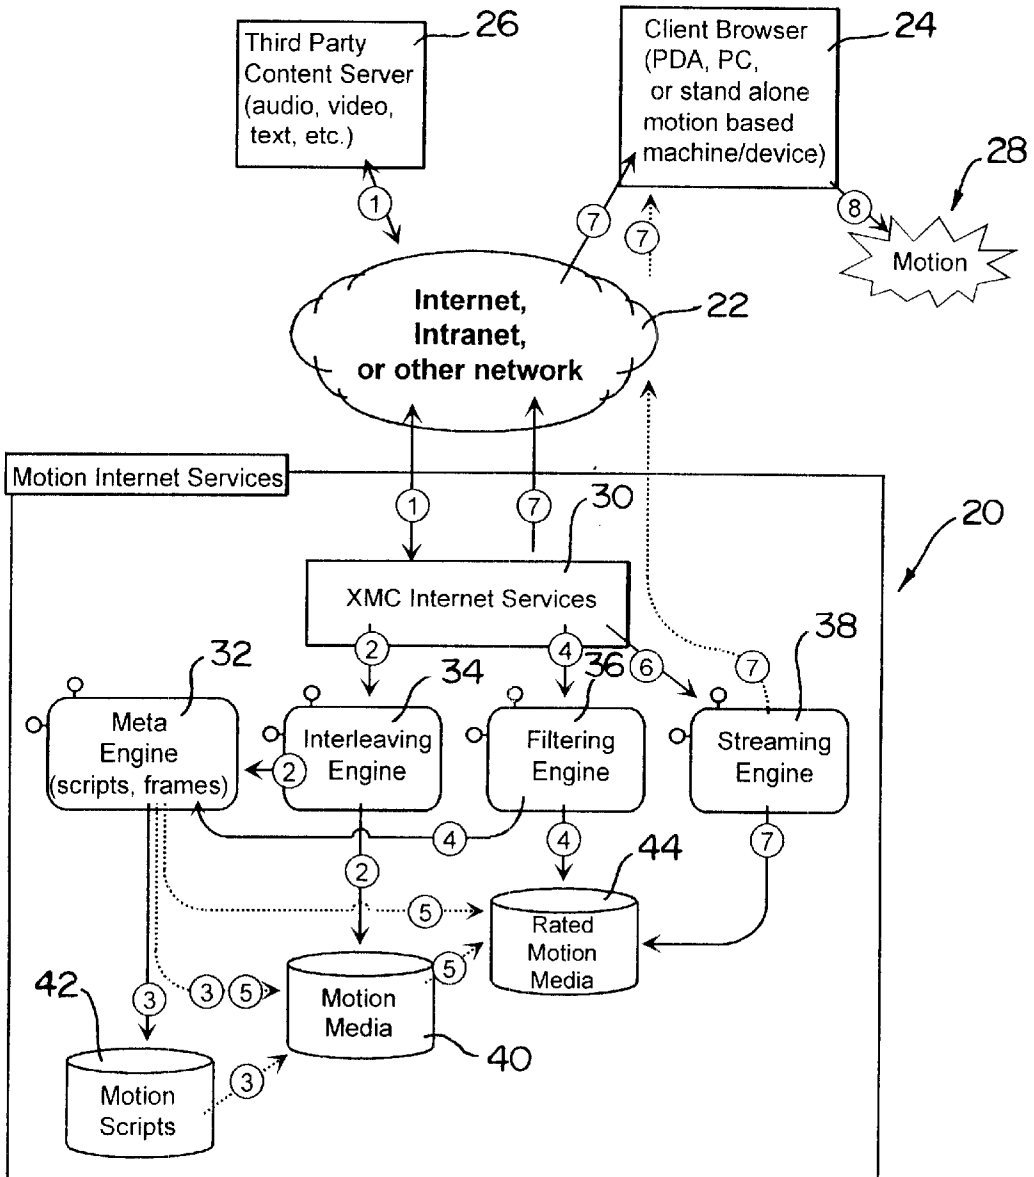 Third Party
Content Server
(audio, video,
text, etc.)
26
Client Browser
(PDA, PC,
or stand alone
motion based
machine/device)
24
28
1
7
7
8
Motion
Internet,
Intranet,
or other network
22
Motion Internet Services
1
7
30
20
XMC Internet Services
2
4
6
7
38
32
34
36
Meta
Engine
(scripts, frames)
2
Interleaving
Engine
Filtering
Engine
Streaming
Engine
4
2
4
7
44
5
Rated
Motion
Media
5
42
3
3
5
Motion
Media
40
3
Motion
Scripts